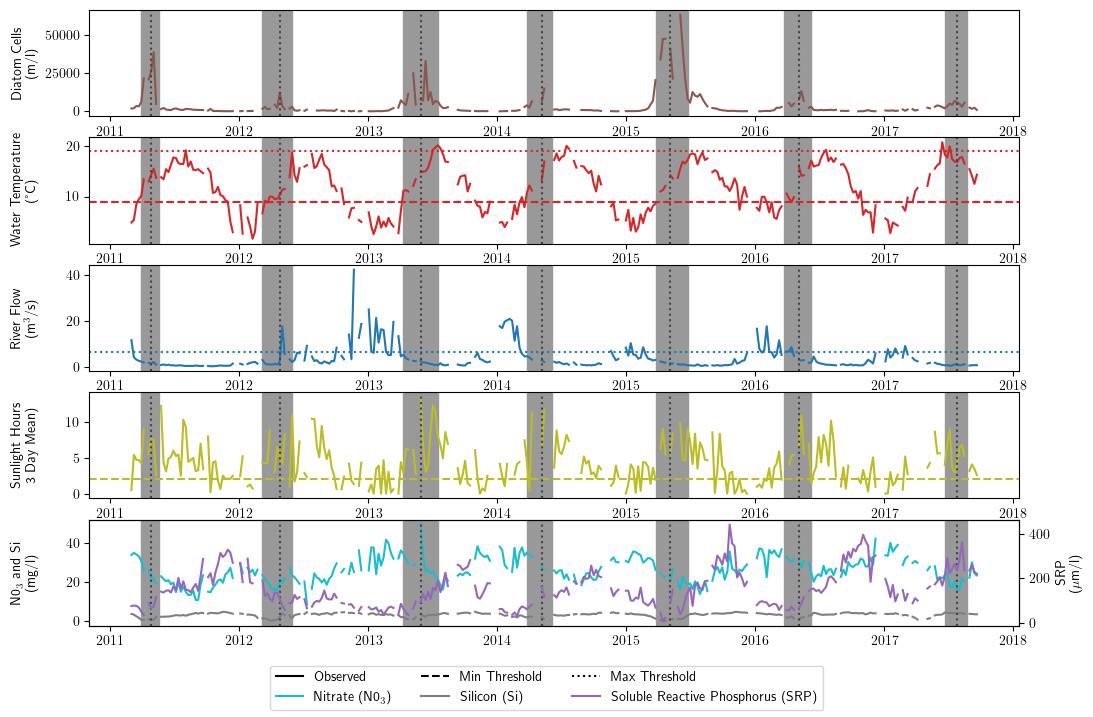 Diatom Cells
(m/l)
50000
25000
0
2011 2012 2013 2014 2015 2016 2017 2018
Water Temperature
(°C)
20
10
2011 2012 2013 2014 2015 2016 2017 2018
River Flow
(m³/s)
40
20
0
2011 2012 2013 2014 2015 2016 2017 2018
Sunlight Hours
3 Day Mean)
10
5
0
2011 2012 2013 2014 2015 2016 2017 2018
N0₃ and Si
(mg/l)
40
20
0
SRP
(μm/l)
400
200
0
2011 2012 2013 2014 2015 2016 2017 2018
Observed Min Threshold Max Threshold
Nitrate (N0₃) Silicon (Si) Soluble Reactive Phosphorus (SRP)